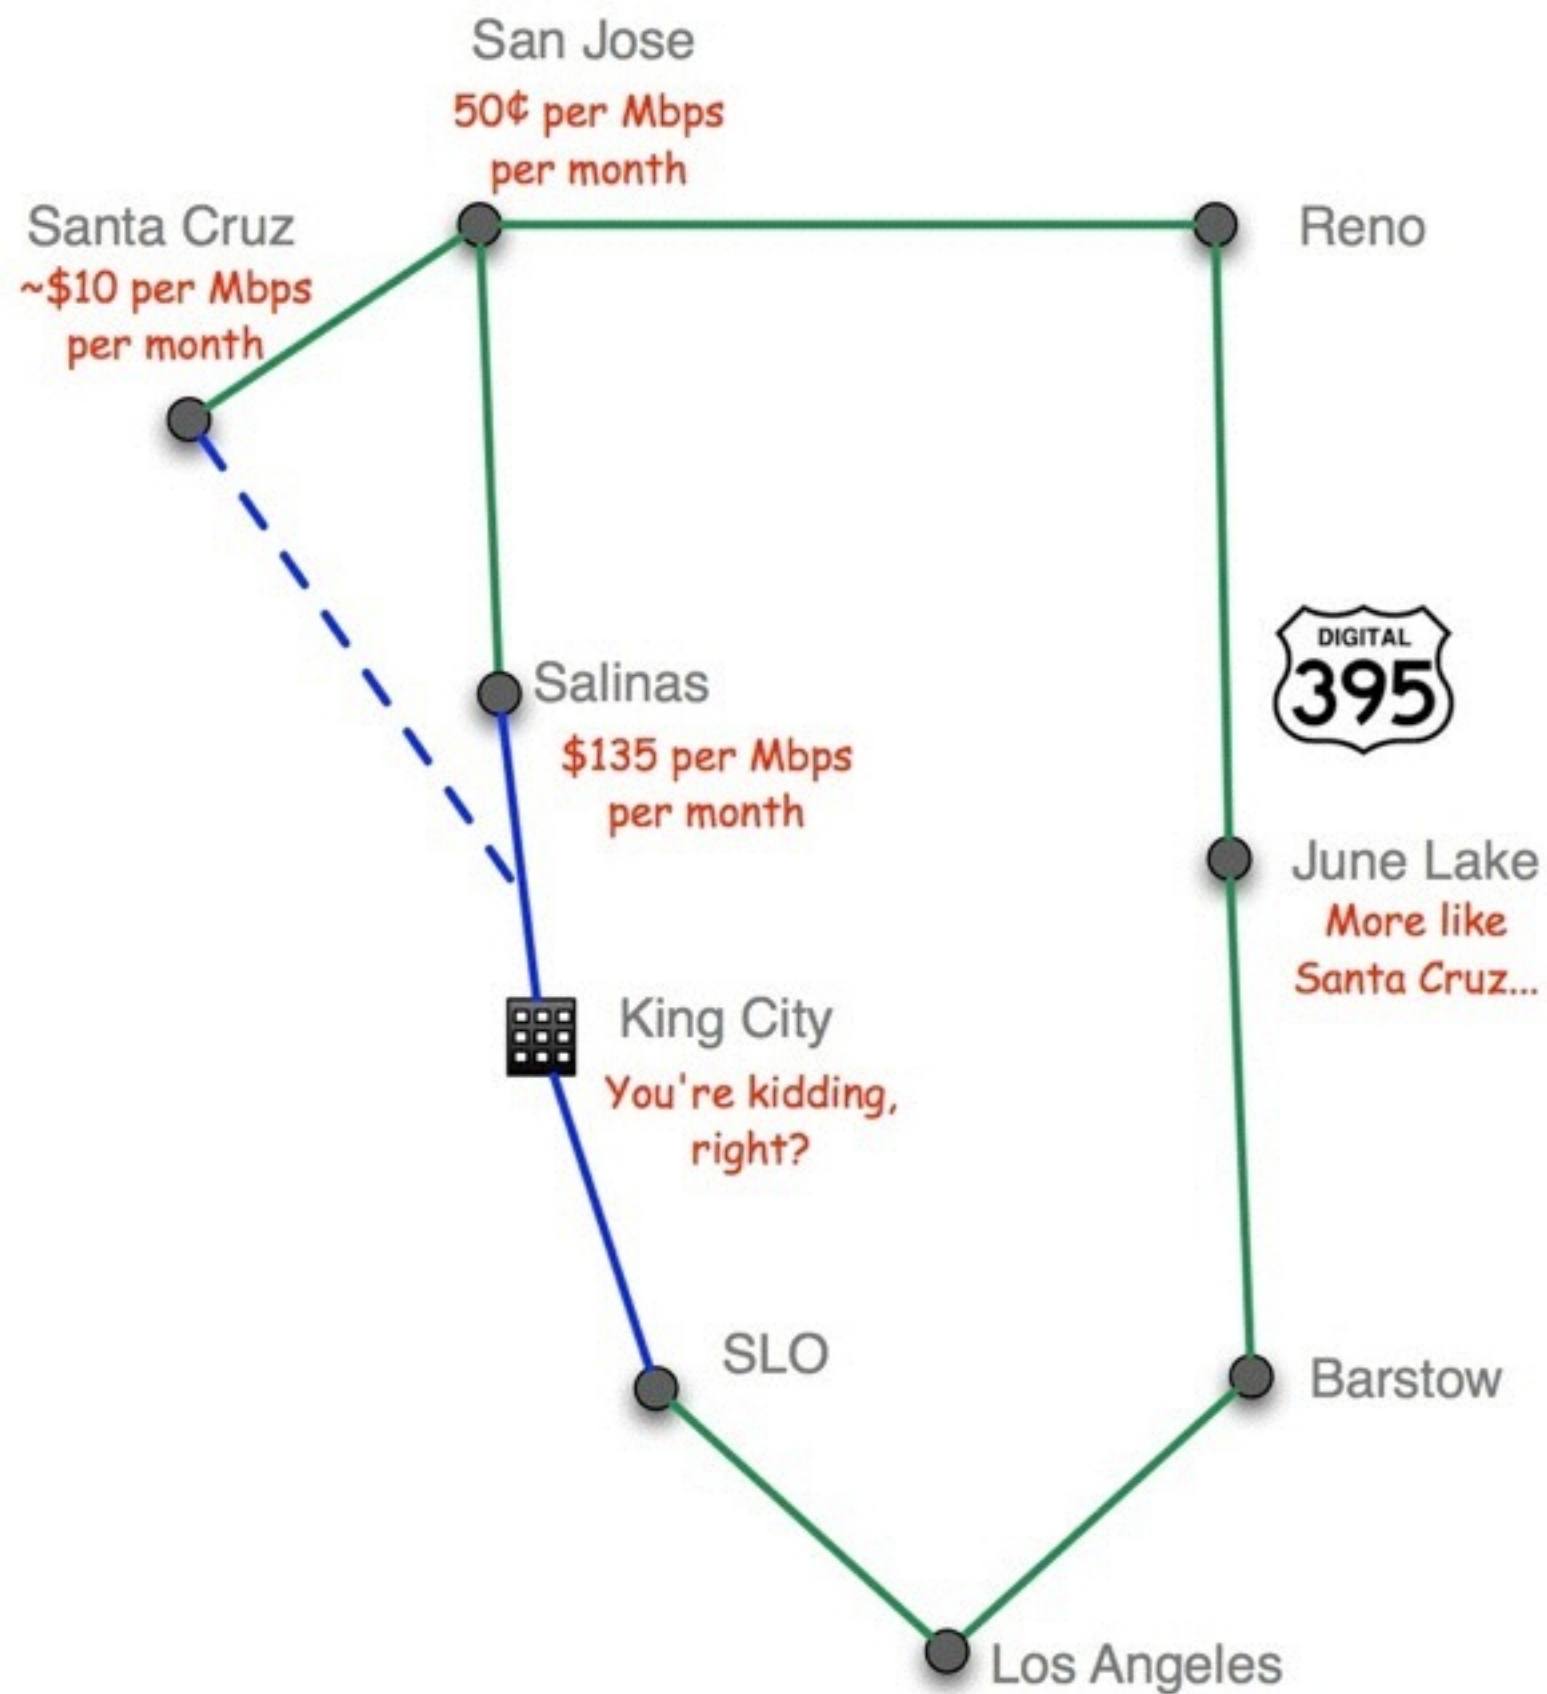 San Jose
50¢ per Mbps
per month
Santa Cruz
~$10 per Mbps
per month
Reno
DIGITAL
395
Salinas
$135 per Mbps
per month
June Lake
More like
Santa Cruz...
King City
You're kidding,
right?
SLO
Barstow
Los Angeles